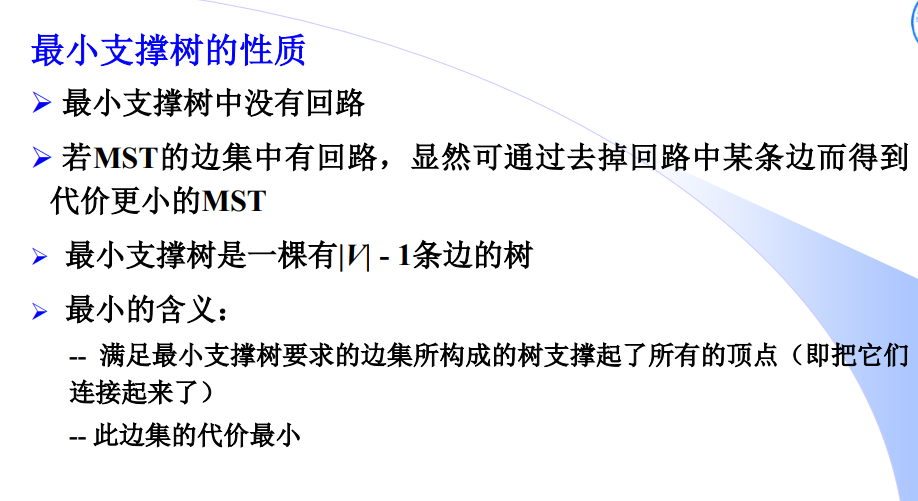 最小支撑树的性质
最小支撑树中没有回路
若MST的边集中有回路，显然可通过去掉回路中某条边而得到
代价更小的MST
最小支撑树是一棵有|V| - 1条边的树
最小的含义：
-- 满足最小支撑树要求的边集所构成的树支撑起了所有的顶点（即把它们
连接起来了）
-- 此边集的代价最小